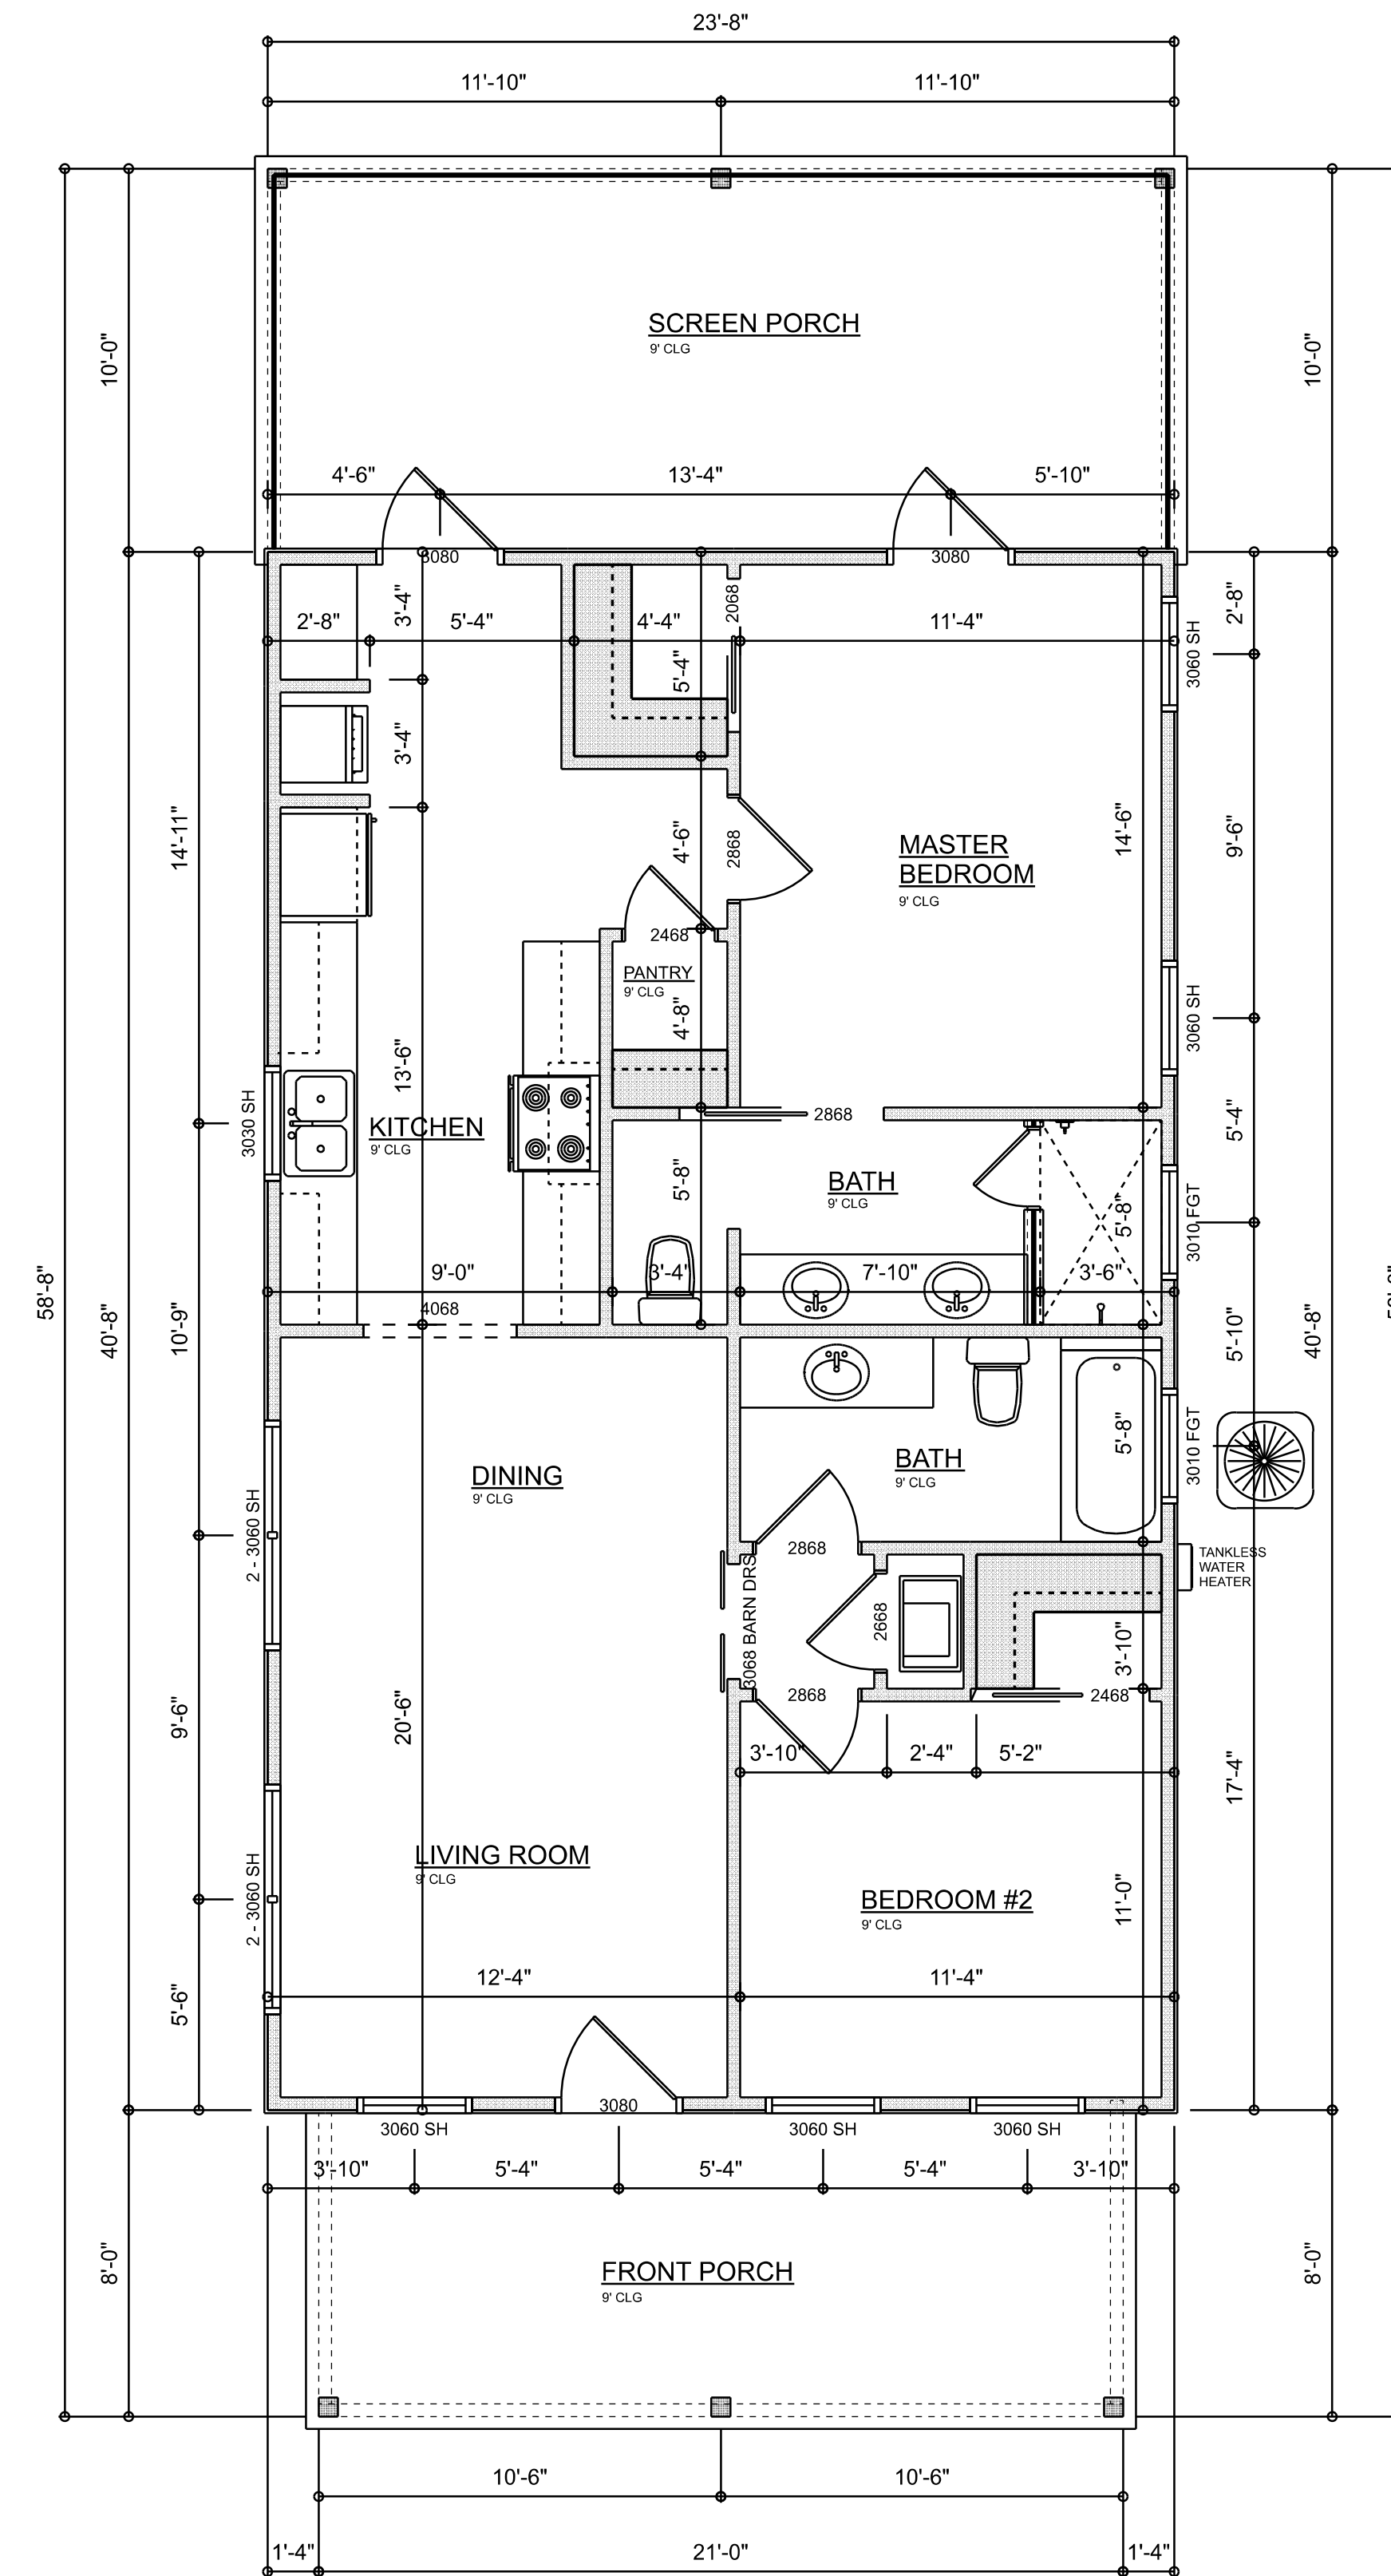 23'-8"
11'-10" 11'-10"
SCREEN PORCH
9' CLG
10'-0" 10'-0"
4'-6" 13'-4" 5'-10"
3080 3080
2'-8" 3'-4" 5'-4" 4'-4" 2068 11'-4" 2'-8"
3060 SH
5'-4"
3'-4"
14'-11" 4'-6" 2868 14'-6" 9'-6"
MASTER
BEDROOM
9' CLG
2468
PANTRY
9' CLG
4'-8"
3060 SH
13'-6"
3030 SH
KITCHEN
9' CLG
2868
5'-4"
5'-8"
BATH
9' CLG
5'-8"
3010 FGT
9'-0" 3'-4" 7'-10" 3'-6"
4068
58'-8" 40'-8" 10'-9" 5'-10" 40'-8"
DINING
9' CLG
BATH
9' CLG
5'-8"
3010 FGT
2 - 3060 SH
2868
3068 BARN DRS
2668
TANKLESS
WATER
HEATER
3'-10"
2868 2468
9'-6" 20'-6" 3'-10" 2'-4" 5'-2" 17'-4"
LIVING ROOM
9' CLG
BEDROOM #2
9' CLG
11'-0"
2 - 3060 SH
12'-4" 11'-4"
5'-6"
3080
3060 SH 3060 SH 3060 SH
3'-10" 5'-4" 5'-4" 5'-4" 3'-10"
8'-0" 8'-0"
FRONT PORCH
9' CLG
10'-6" 10'-6"
1'-4" 21'-0" 1'-4"